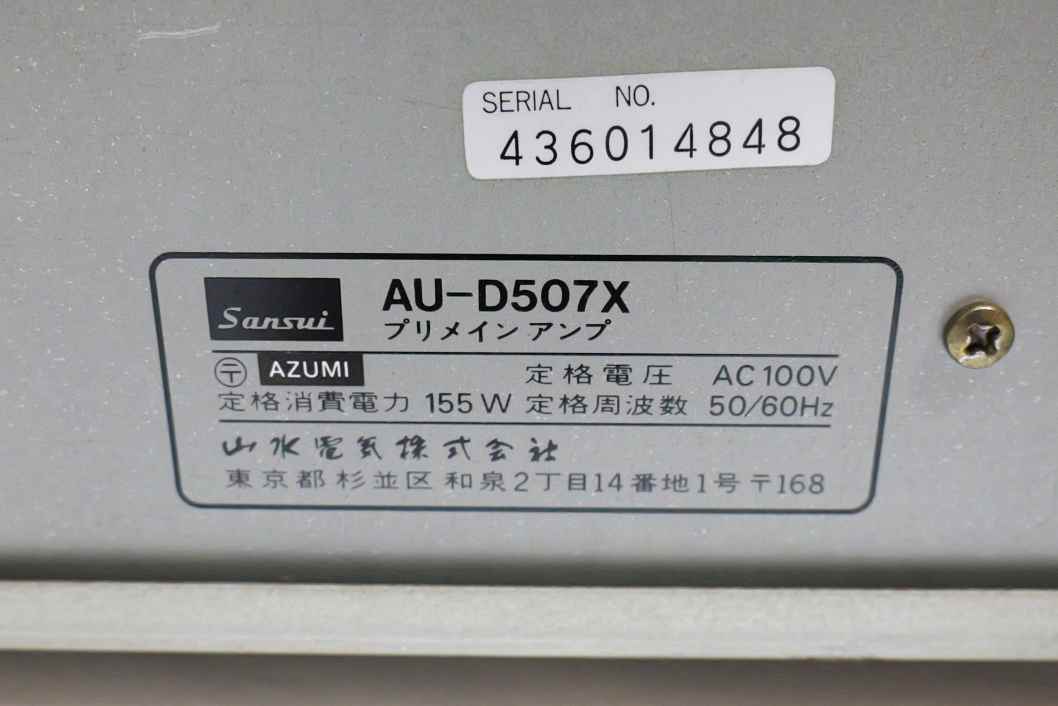 SERIAL NO.
436014848
Sansui
AU-D507X
プリメインアンプ
〶 AZUMI
定格電圧 AC100V
定格消費電力 155W 定格周波数 50/60Hz
山水電気株式会社
東京都杉並区和泉2丁目14番地1号〒168